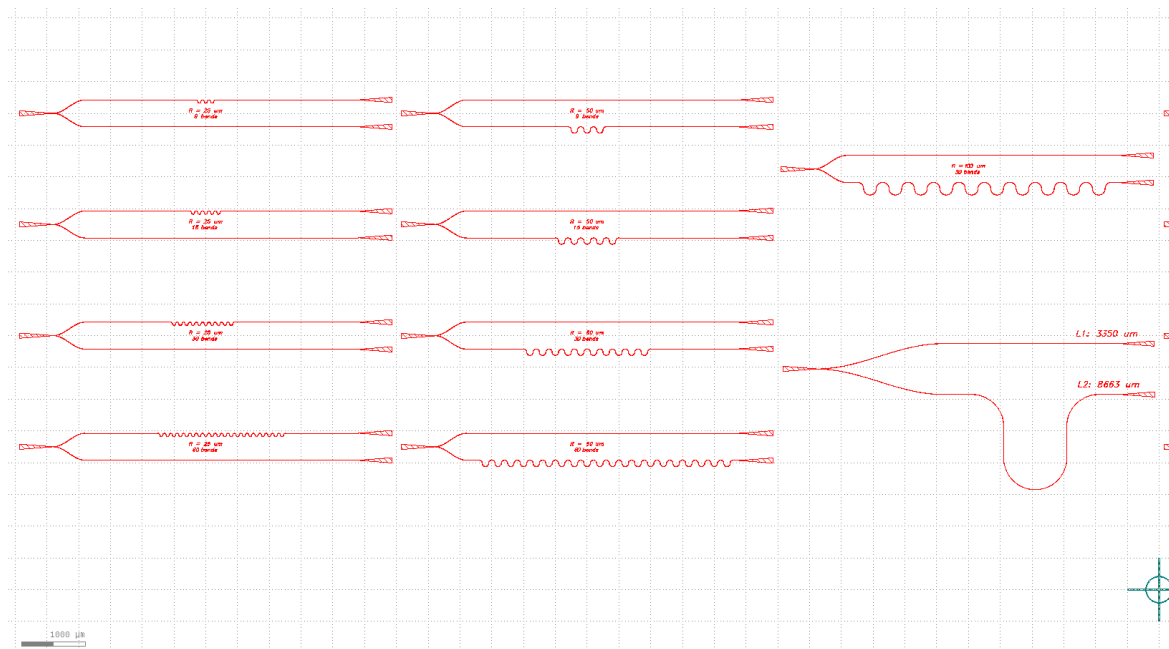 R = 25 um
bends
R = 50 um
bends
R = 100 um
30 bends
R = 25 um
15 bends
R = 50 um
15 bends
R = 25 um
30 bends
R = 50 um
30 bends
L1: 3350 um
L2: 8663 um
R = 25 um
60 bends
R = 50 um
60 bends
1000 µm